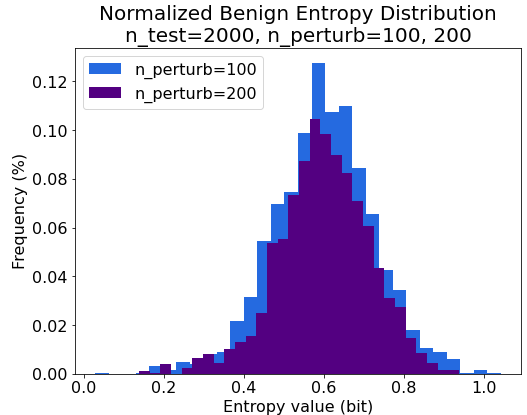 Normalized Benign Entropy Distribution
n_test=2000, n_perturb=100, 200
n_perturb=100
n_perturb=200
Frequency (%)
0.12
0.10
0.08
0.06
0.04
0.02
0.00
0.0 0.2 0.4 0.6 0.8 1.0
Entropy value (bit)